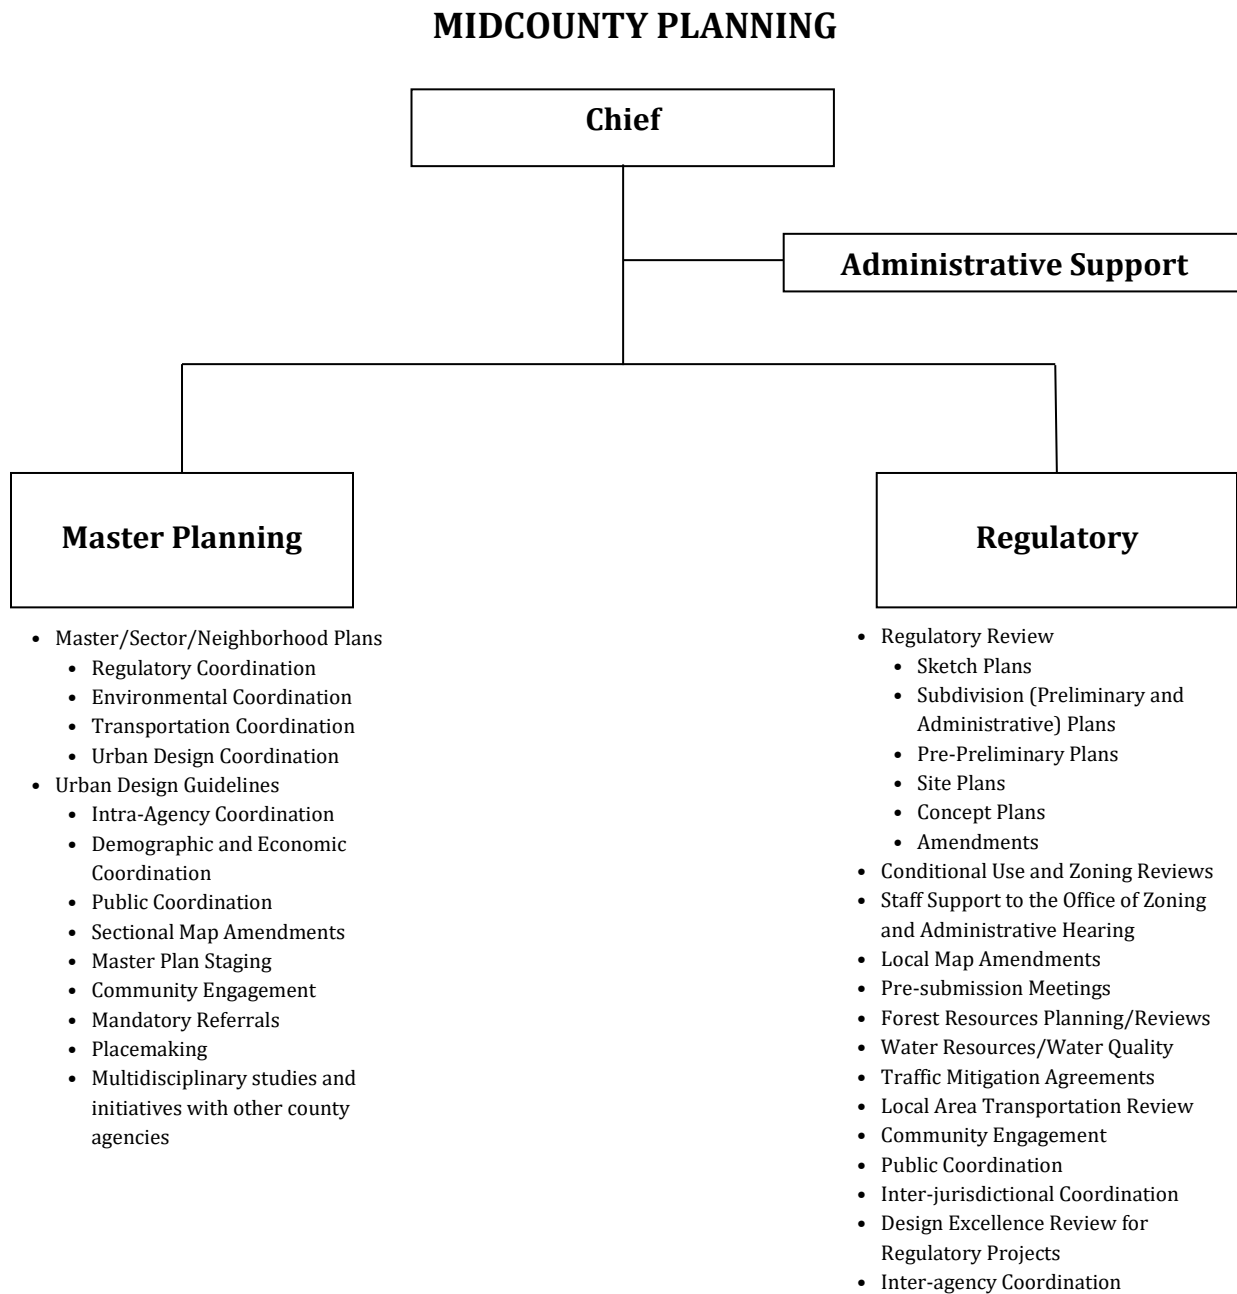 MIDCOUNTY PLANNING
Chief
Administrative Support
Master Planning
• Master/Sector/Neighborhood Plans
• Regulatory Coordination
• Environmental Coordination
• Transportation Coordination
• Urban Design Coordination
• Urban Design Guidelines
• Intra-Agency Coordination
• Demographic and Economic
Coordination
• Public Coordination
• Sectional Map Amendments
• Master Plan Staging
• Community Engagement
• Mandatory Referrals
• Placemaking
• Multidisciplinary studies and
initiatives with other county
agencies
Regulatory
• Regulatory Review
• Sketch Plans
• Subdivision (Preliminary and
Administrative) Plans
• Pre-Preliminary Plans
• Site Plans
• Concept Plans
• Amendments
• Conditional Use and Zoning Reviews
• Staff Support to the Office of Zoning
and Administrative Hearing
• Local Map Amendments
• Pre-submission Meetings
• Forest Resources Planning/Reviews
• Water Resources/Water Quality
• Traffic Mitigation Agreements
• Local Area Transportation Review
• Community Engagement
• Public Coordination
• Inter-jurisdictional Coordination
• Design Excellence Review for
Regulatory Projects
• Inter-agency Coordination